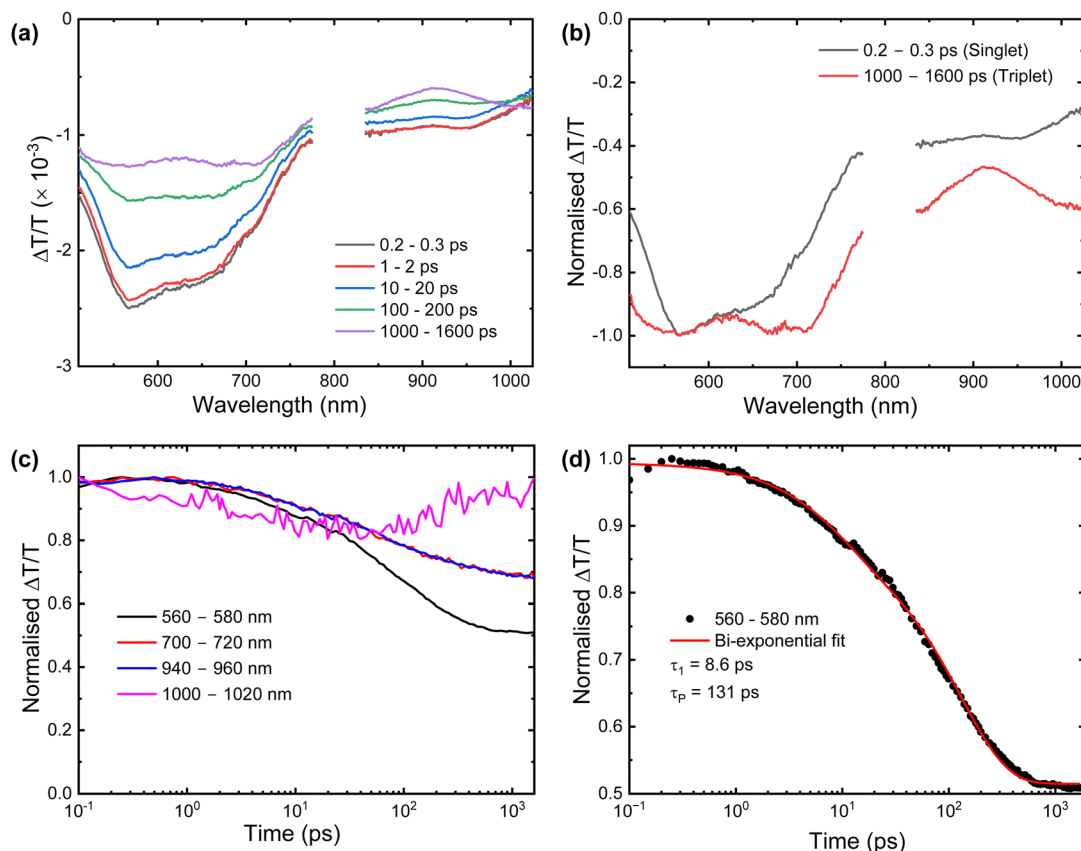 (a)
0
-1
-2
-3
ΔT/T (× 10⁻³)
600
700
800
900
1000
Wavelength (nm)
0.2 - 0.3 ps
1 - 2 ps
10 - 20 ps
100 - 200 ps
1000 - 1600 ps
(b)
0.0
-0.2
-0.4
-0.6
-0.8
-1.0
Normalised ΔT/T
600
700
800
900
1000
Wavelength (nm)
0.2 – 0.3 ps (Singlet)
1000 – 1600 ps (Triplet)
(c)
1.0
0.8
0.6
0.4
0.2
0.0
Normalised ΔT/T
560 – 580 nm
700 – 720 nm
940 – 960 nm
1000 – 1020 nm
10⁻¹
10⁰
10¹
10²
10³
Time (ps)
(d)
1.0
0.9
0.8
0.7
0.6
0.5
Normalised ΔT/T
560 - 580 nm
Bi-exponential fit
τ₁ = 8.6 ps
τ_P = 131 ps
10⁻¹
10⁰
10¹
10²
10³
Time (ps)